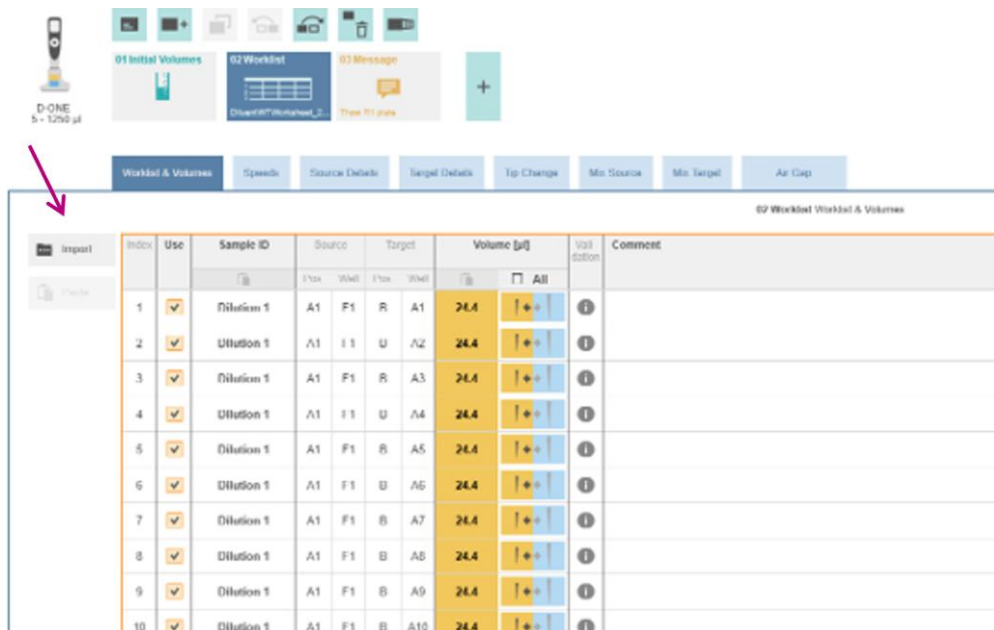 01 Initial Volumes 02 Worklist 03 Message
D-ONE
5 - 1250 µl
Worklist & Volumes Speeds Source Details Target Details Tip Change Mix Source Mix Target Air Gap
02 Worklist Worklist & Volumes
Import Index Use Sample ID Source Target Volume [µl] Vali Comment
dation
Paste Pos Well Pos Well All
1 Dilution 1 A1 F1 B A1 24.4
2 Dilution 1 A1 F1 B A2 24.4
3 Dilution 1 A1 F1 B A3 24.4
4 Dilution 1 A1 F1 B A4 24.4
5 Dilution 1 A1 F1 B A5 24.4
6 Dilution 1 A1 F1 B A6 24.4
7 Dilution 1 A1 F1 B A7 24.4
8 Dilution 1 A1 F1 B A8 24.4
9 Dilution 1 A1 F1 B A9 24.4
10 Dilution 1 A1 F1 B A10 24.4